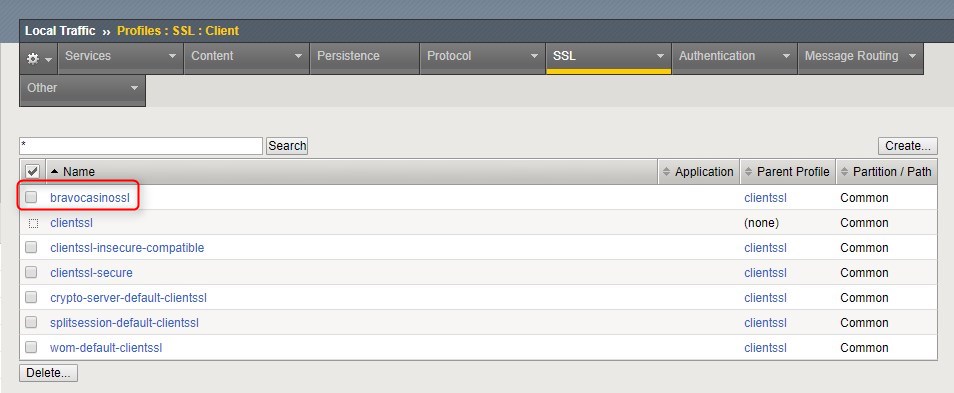 Local Traffic ›› Profiles : SSL : Client
Services Content Persistence Protocol SSL Authentication Message Routing
Other
* Search Create...
Name Application Parent Profile Partition / Path
bravocasinossl clientssl Common
clientssl (none) Common
clientssl-insecure-compatible clientssl Common
clientssl-secure clientssl Common
crypto-server-default-clientssl clientssl Common
splitsession-default-clientssl clientssl Common
wom-default-clientssl clientssl Common
Delete...